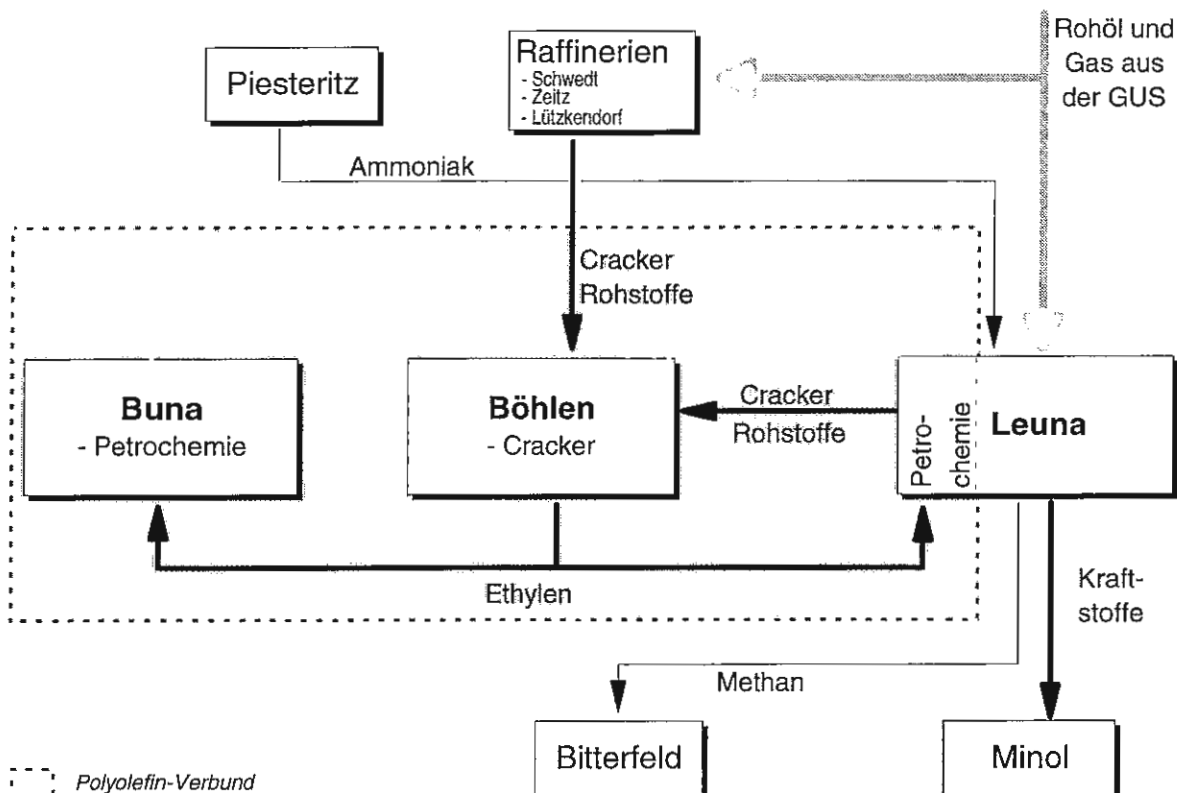 Piesteritz
Raffinerien
- Schwedt
- Zeitz
- Lützkendorf
Rohöl und
Gas aus
der GUS
Ammoniak
Cracker
Rohstoffe
Buna
- Petrochemie
Böhlen
- Cracker
Cracker
Rohstoffe
Petro-
chemie
Leuna
Ethylen
Kraft-
stoffe
Methan
Bitterfeld
Minol
Polyolefin-Verbund